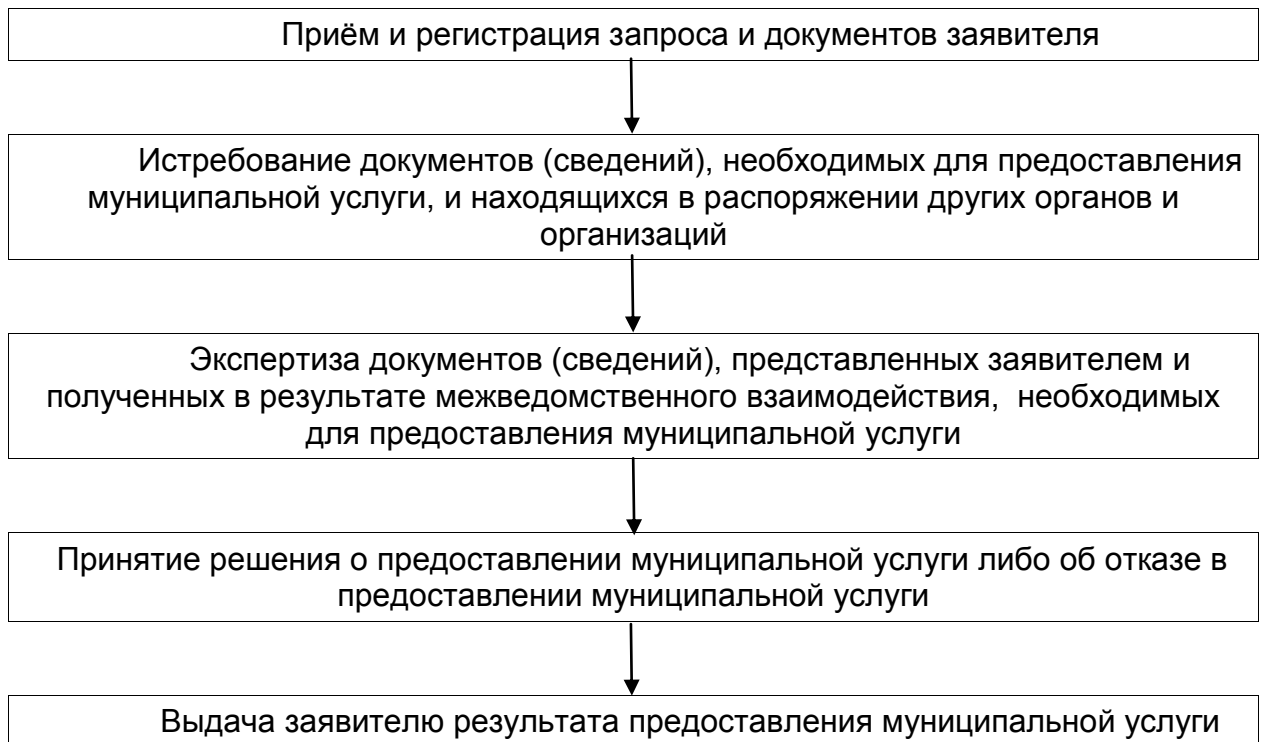 Приём и регистрация запроса и документов заявителя
Истребование документов (сведений), необходимых для предоставления
муниципальной услуги, и находящихся в распоряжении других органов и
организаций
Экспертиза документов (сведений), представленных заявителем и
полученных в результате межведомственного взаимодействия,  необходимых
для предоставления муниципальной услуги
Принятие решения о предоставлении муниципальной услуги либо об отказе в
предоставлении муниципальной услуги
Выдача заявителю результата предоставления муниципальной услуги